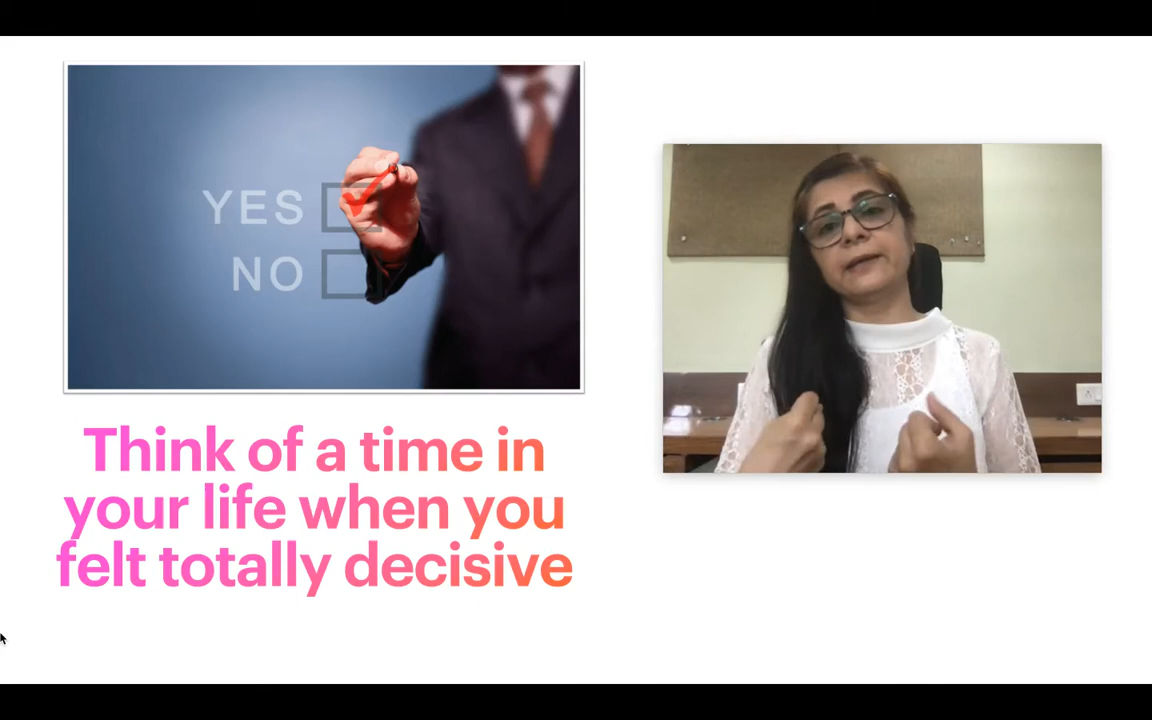 YES
NO
Think of a time in
your life when you
felt totally decisive